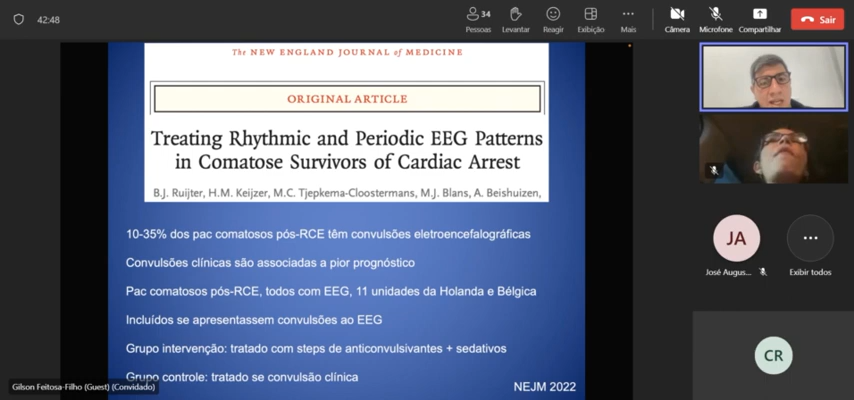 42:48
34
Pessoas
Levantar
Reagir
Exibição
Mais
Câmera
Microfone
Compartilhar
Sair
The NEW ENGLAND JOURNAL of MEDICINE
ORIGINAL ARTICLE
Treating Rhythmic and Periodic EEG Patterns
in Comatose Survivors of Cardiac Arrest
B.J. Ruijter, H.M. Keijzer, M.C. Tjepkema-Cloostermans, M.J. Blans, A. Beishuizen,
10-35% dos pac comatosos pós-RCE têm convulsões eletroencefalográficas
Convulsões clínicas são associadas a pior prognóstico
Pac comatosos pós-RCE, todos com EEG, 11 unidades da Holanda e Bélgica
Incluídos se apresentassem convulsões ao EEG
Grupo intervenção: tratado com steps de anticonvulsivantes + sedativos
Grupo controle: tratado se convulsão clínica
NEJM 2022
Gilson Feitosa-Filho (Guest) (Convidado)
JA
José Augus...
Exibir todos
CR